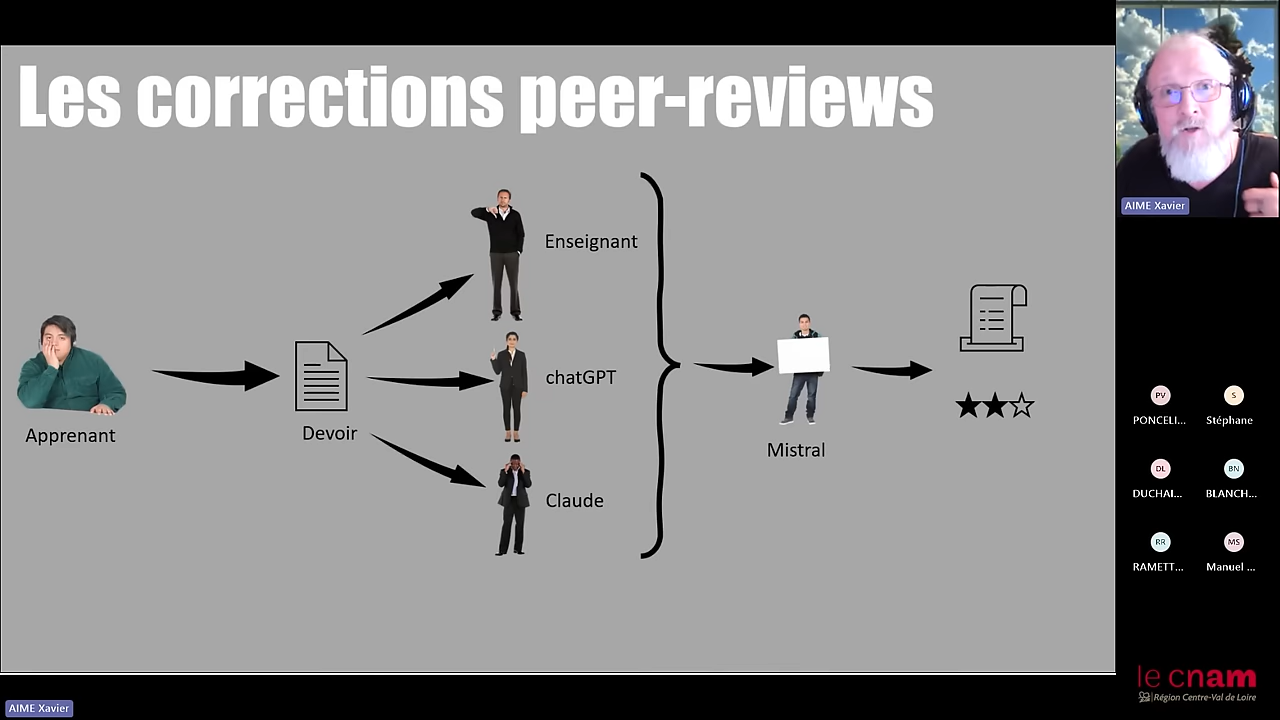 Les corrections peer-reviews
AIME Xavier
Enseignant
chatGPT
Apprenant
Devoir
Claude
Mistral
PV
PONCELI...
S
Stéphane
DL
DUCHAI...
BN
BLANCH...
RR
RAMETT...
MS
Manuel ...
le cnam
Région Centre-Val de Loire
AIME Xavier